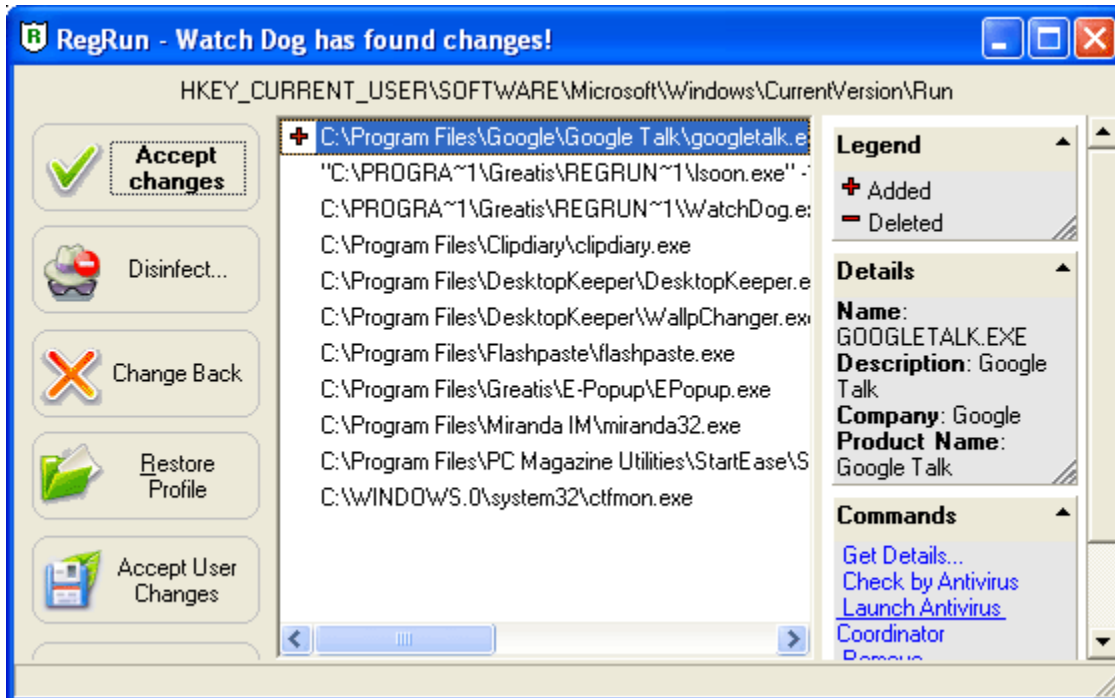 RegRun - Watch Dog has found changes!
HKEY_CURRENT_USER\SOFTWARE\Microsoft\Windows\CurrentVersion\Run
Accept
changes
Disinfect...
Change Back
Restore
Profile
Accept User
Changes
C:\Program Files\Google\Google Talk\googletalk.e
"C:\PROGRA~1\Greatis\REGRUN~1\lsoon.exe" -
C:\PROGRA~1\Greatis\REGRUN~1\WatchDog.e
C:\Program Files\Clipdiary\clipdiary.exe
C:\Program Files\DesktopKeeper\DesktopKeeper.e
C:\Program Files\DesktopKeeper\WallpChanger.exe
C:\Program Files\Flashpaste\flashpaste.exe
C:\Program Files\Greatis\E-Popup\EPopup.exe
C:\Program Files\Miranda IM\miranda32.exe
C:\Program Files\PC Magazine Utilities\StartEase\S
C:\WINDOWS.0\system32\ctfmon.exe
Legend
Added
Deleted
Details
Name:
GOOGLETALK.EXE
Description: Google
Talk
Company: Google
Product Name:
Google Talk
Commands
Get Details...
Check by Antivirus
Launch Antivirus
Coordinator
Remove